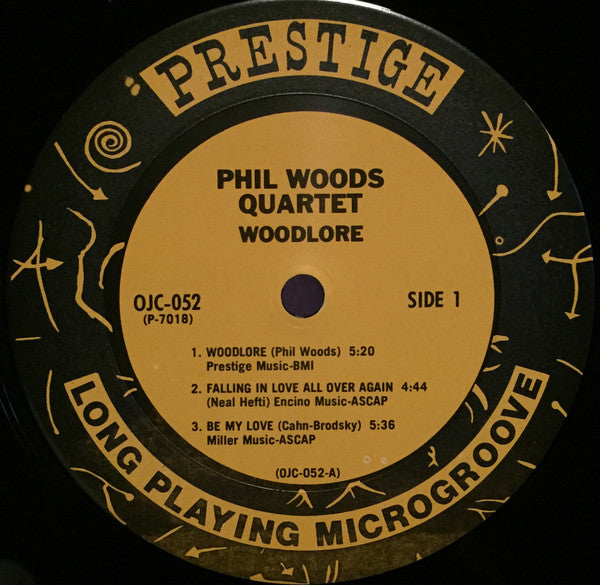 PRESTIGE
PHIL WOODS
QUARTET
WOODLORE
OJC-052
(P-7018)
SIDE 1
1. WOODLORE (Phil Woods) 5:20
Prestige Music-BMI
2. FALLING IN LOVE ALL OVER AGAIN 4:44
(Neal Hefti) Encino Music-ASCAP
3. BE MY LOVE (Cahn-Brodsky) 5:36
Miller Music-ASCAP
(OJC-052-A)
LONG PLAYING MICROGROOVE